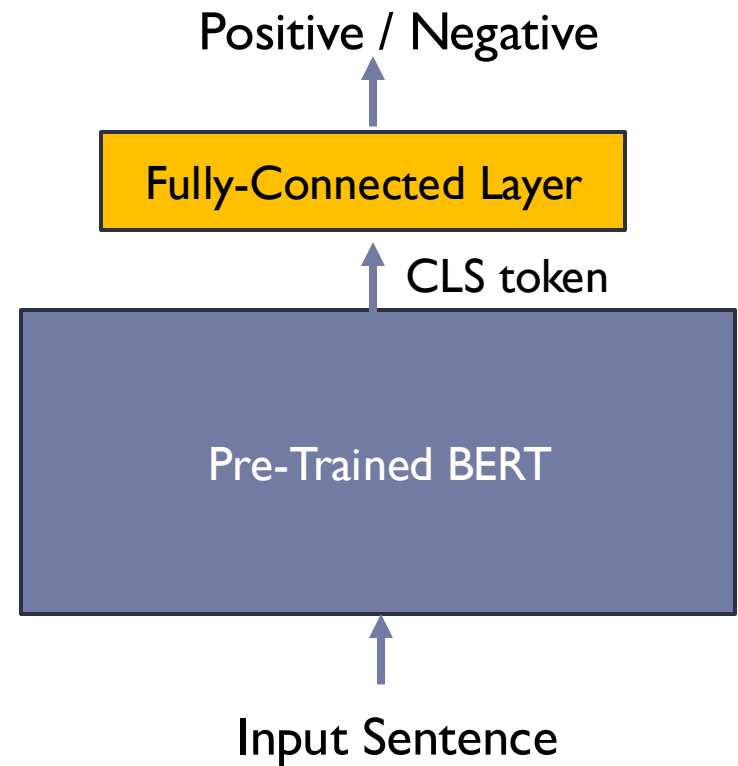 Positive / Negative
Fully-Connected Layer
CLS token
Pre-Trained BERT
Input Sentence